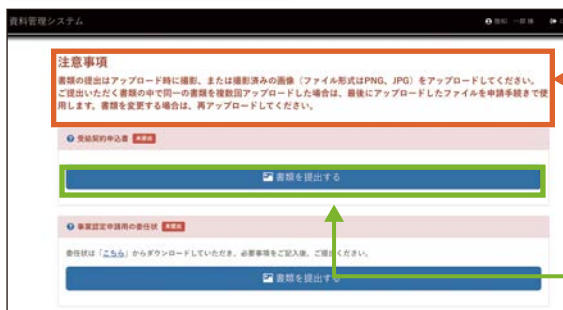 資料管理システム
注意事項
書類の提出はアップロード時に撮影、または撮影済みの画像（ファイル形式はPNG、JPG）をアップロードしてください。
ご提出いただく書類の中で同一の書類を複数回アップロードした場合は、最後にアップロードしたファイルを申請手続きで使
用します。書類を変更する場合は、再アップロードしてください。
受給契約申込書 未提出
書類を提出する
事業認定申請用の委任状 未提出
委任状は「こちら」からダウンロードしていただき、必要事項をご記入後、ご提出ください。
書類を提出する